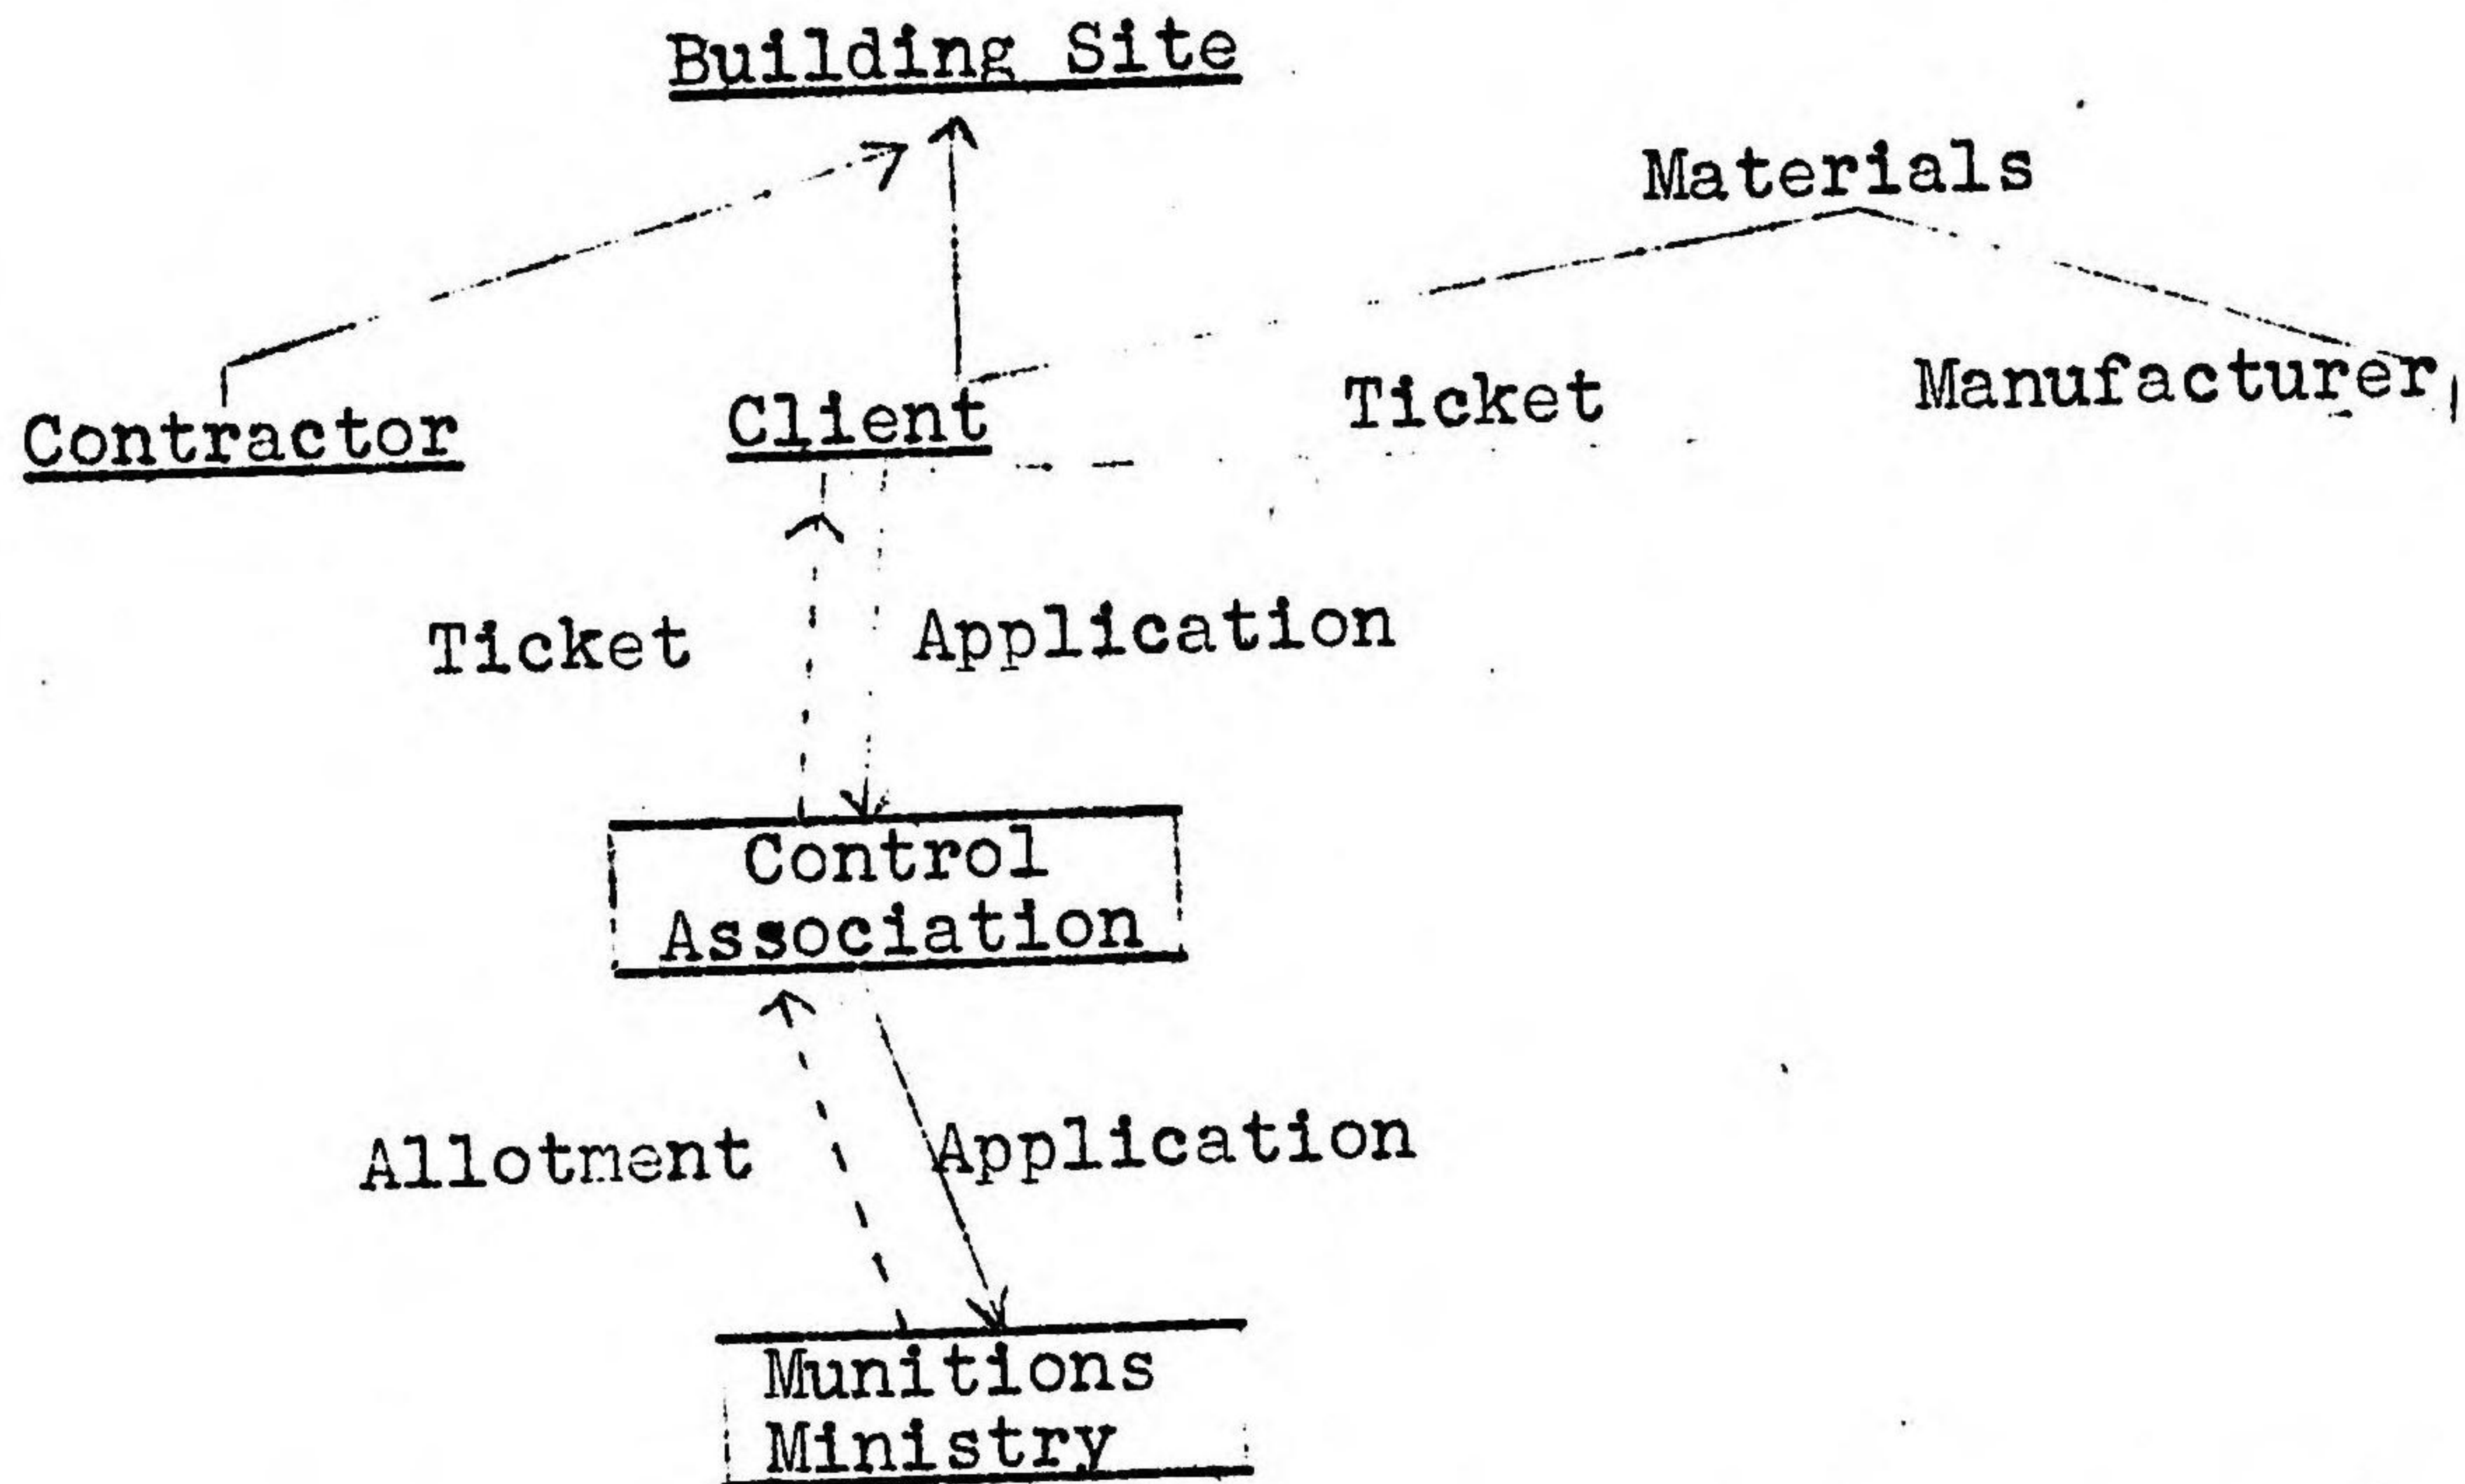 Building Site
Materials
Contractor
Client
Ticket
Manufacturer
Ticket
Application
Control
Association
Allotment
Application
Munitions
Ministry